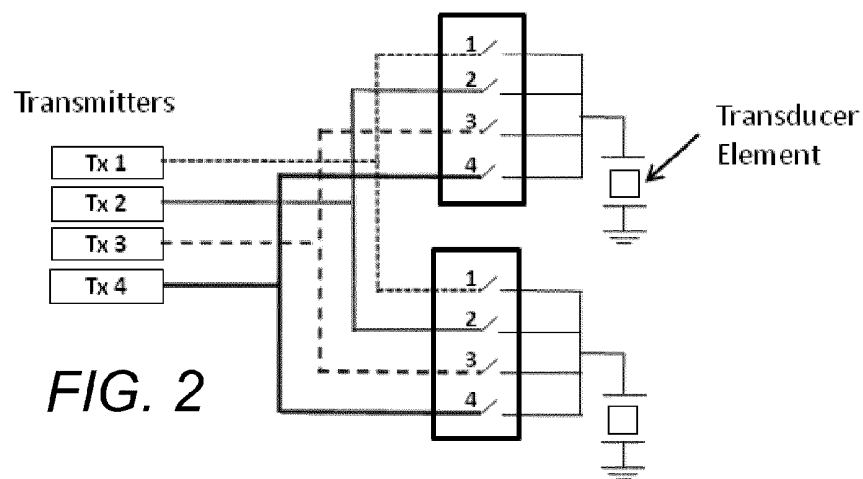 Transmitters
Tx 1
Tx 2
Tx 3
Tx 4
1
2
3
4
Transducer
Element
1
2
3
4
FIG. 2